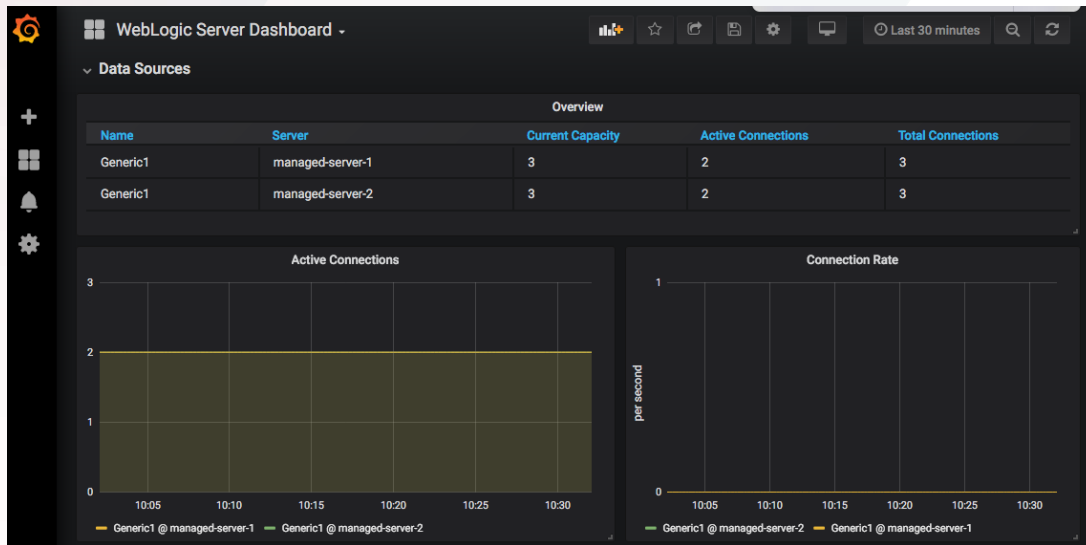 WebLogic Server Dashboard
Last 30 minutes
Data Sources
Overview
Name Server Current Capacity Active Connections Total Connections
Generic1 managed-server-1 3 2 3
Generic1 managed-server-2 3 2 3
Active Connections
3
2
1
0
10:05 10:10 10:15 10:20 10:25 10:30
Generic1 @ managed-server-1 Generic1 @ managed-server-2
Connection Rate
per second
1
0
10:05 10:10 10:15 10:20 10:25 10:30
Generic1 @ managed-server-2 Generic1 @ managed-server-1